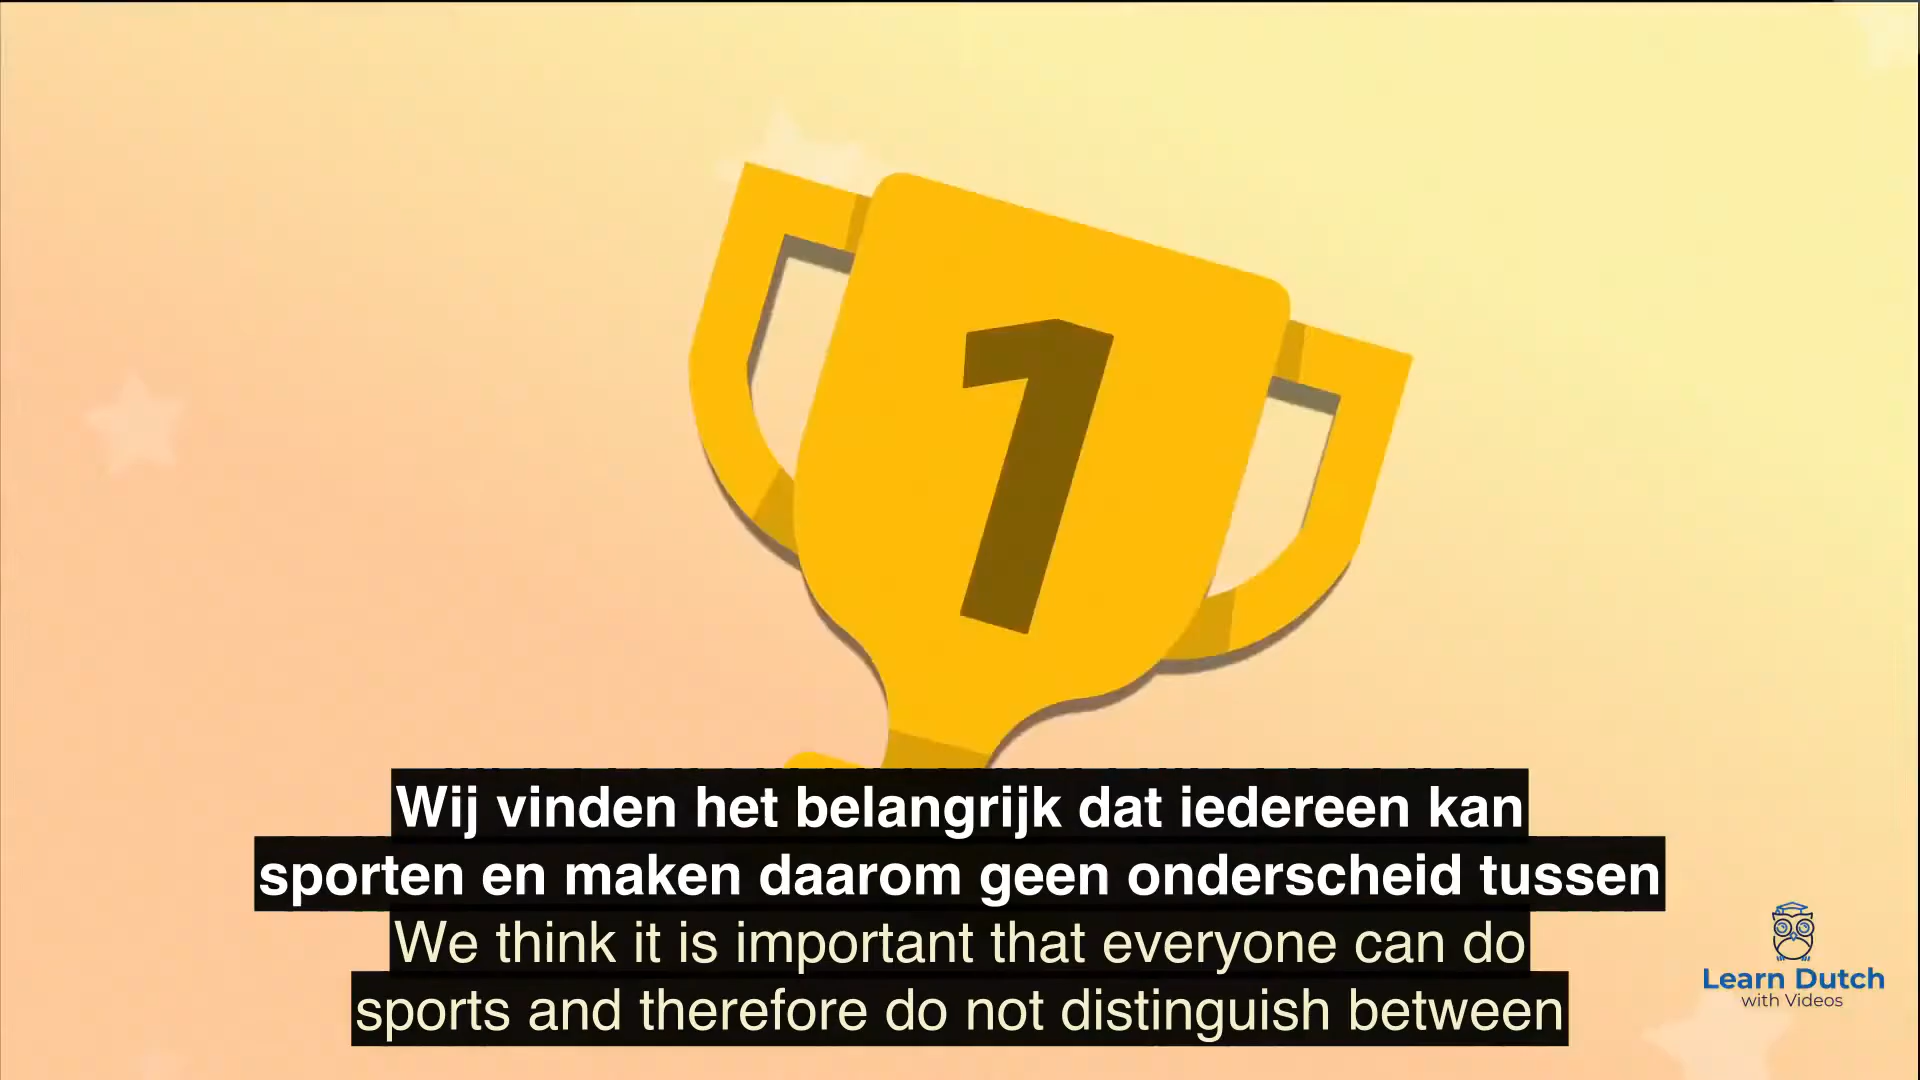 1
Wij vinden het belangrijk dat iedereen kan
sporten en maken daarom geen onderscheid tussen
We think it is important that everyone can do
sports and therefore do not distinguish between
Learn Dutch
with Videos